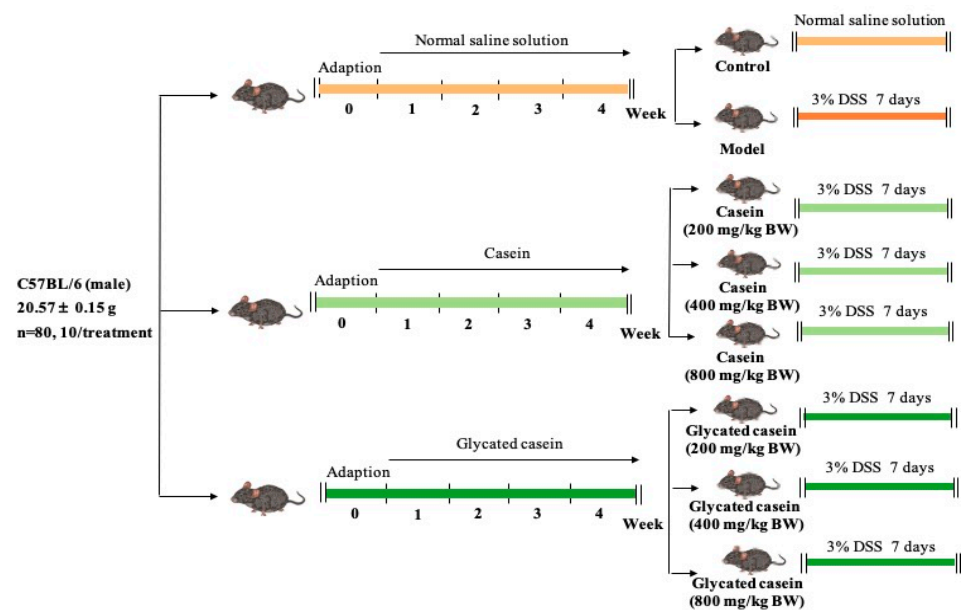 C57BL/6 (male)
20.57 ± 0.15 g
n=80, 10/treatment
Normal saline solution
Adaption
0 1 2 3 4 Week
Control
Normal saline solution
Model
3% DSS 7 days
Casein
Adaption
0 1 2 3 4 Week
Casein
(200 mg/kg BW)
3% DSS 7 days
Casein
(400 mg/kg BW)
3% DSS 7 days
Casein
(800 mg/kg BW)
3% DSS 7 days
Glycated casein
Adaption
0 1 2 3 4 Week
Glycated casein
(200 mg/kg BW)
3% DSS 7 days
Glycated casein
(400 mg/kg BW)
3% DSS 7 days
Glycated casein
(800 mg/kg BW)
3% DSS 7 days